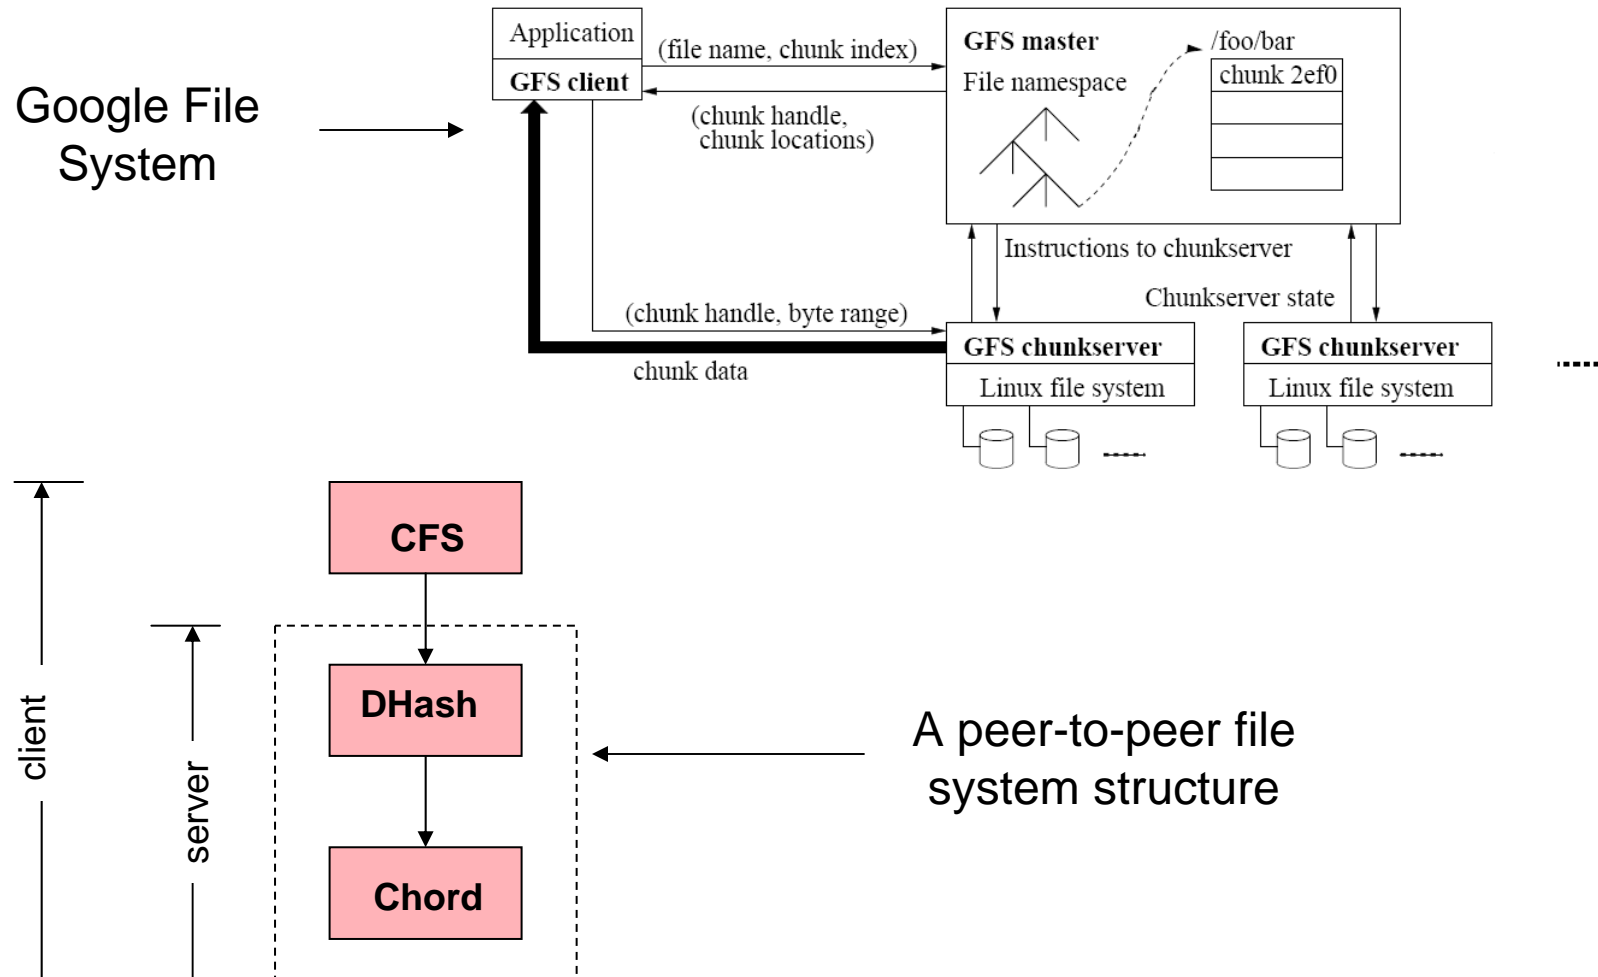 Google File
System
Application
GFS client
(file name, chunk index)
(chunk handle,
chunk locations)
GFS master
File namespace
/foo/bar
chunk 2ef0
Instructions to chunkserver
Chunkserver state
(chunk handle, byte range)
chunk data
GFS chunkserver
Linux file system
GFS chunkserver
Linux file system
client
server
CFS
DHash
Chord
A peer-to-peer file
system structure